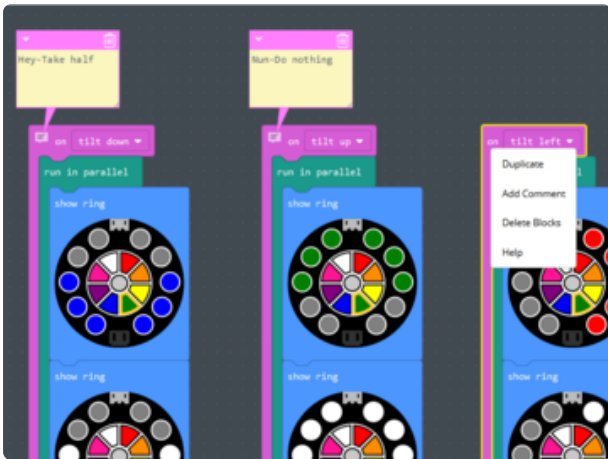 Hey-Take half
Nun-Do nothing
on tilt down
on tilt up
on tilt left
run in parallel
run in parallel
Duplicate
Add Comment
Delete Blocks
Help
show ring
show ring
show ring
show ring
show ring